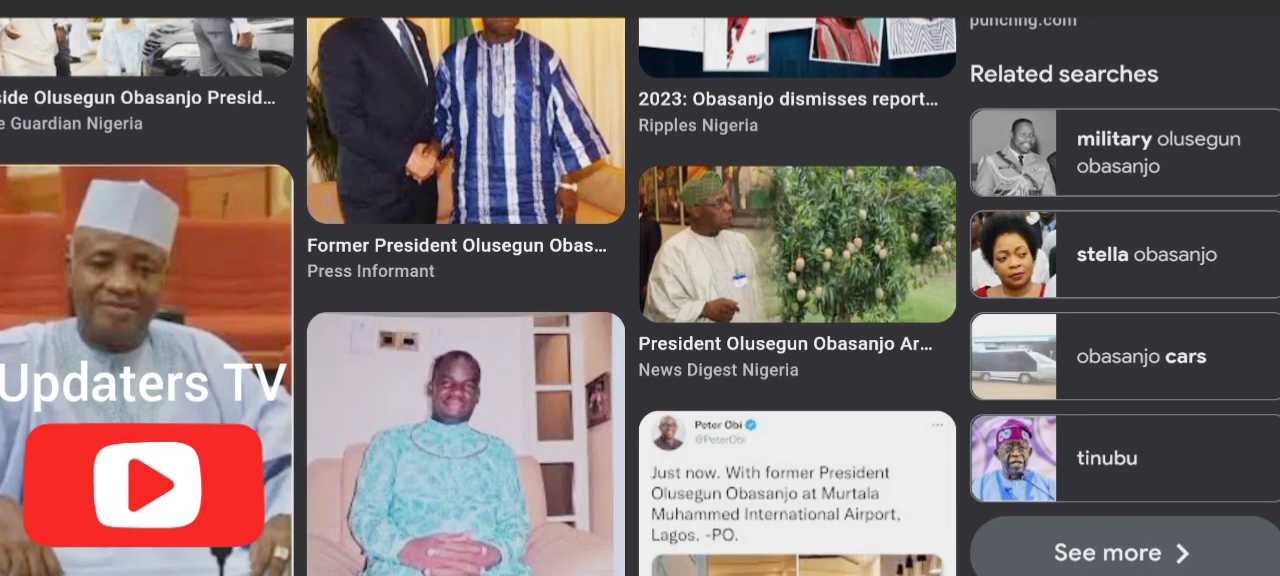 side Olusegun Obasanjo Presid...
e Guardian Nigeria
Updaters TV
Former President Olusegun Obas...
Press Informant
2023: Obasanjo dismisses report...
Ripples Nigeria
President Olusegun Obasanjo Ar...
News Digest Nigeria
Peter Obi
@PeterObi
Just now. With former President
Olusegun Obasanjo at Murtala
Muhammed International Airport,
Lagos. -PO.
punchng.com
Related searches
military olusegun
obasanjo
stella obasanjo
obasanjo cars
tinubu
See more